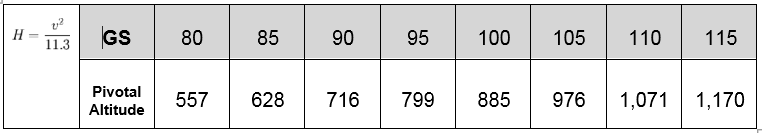 H = v²/11.3
GS 80 85 90 95 100 105 110 115
Pivotal Altitude 557 628 716 799 885 976 1,071 1,170